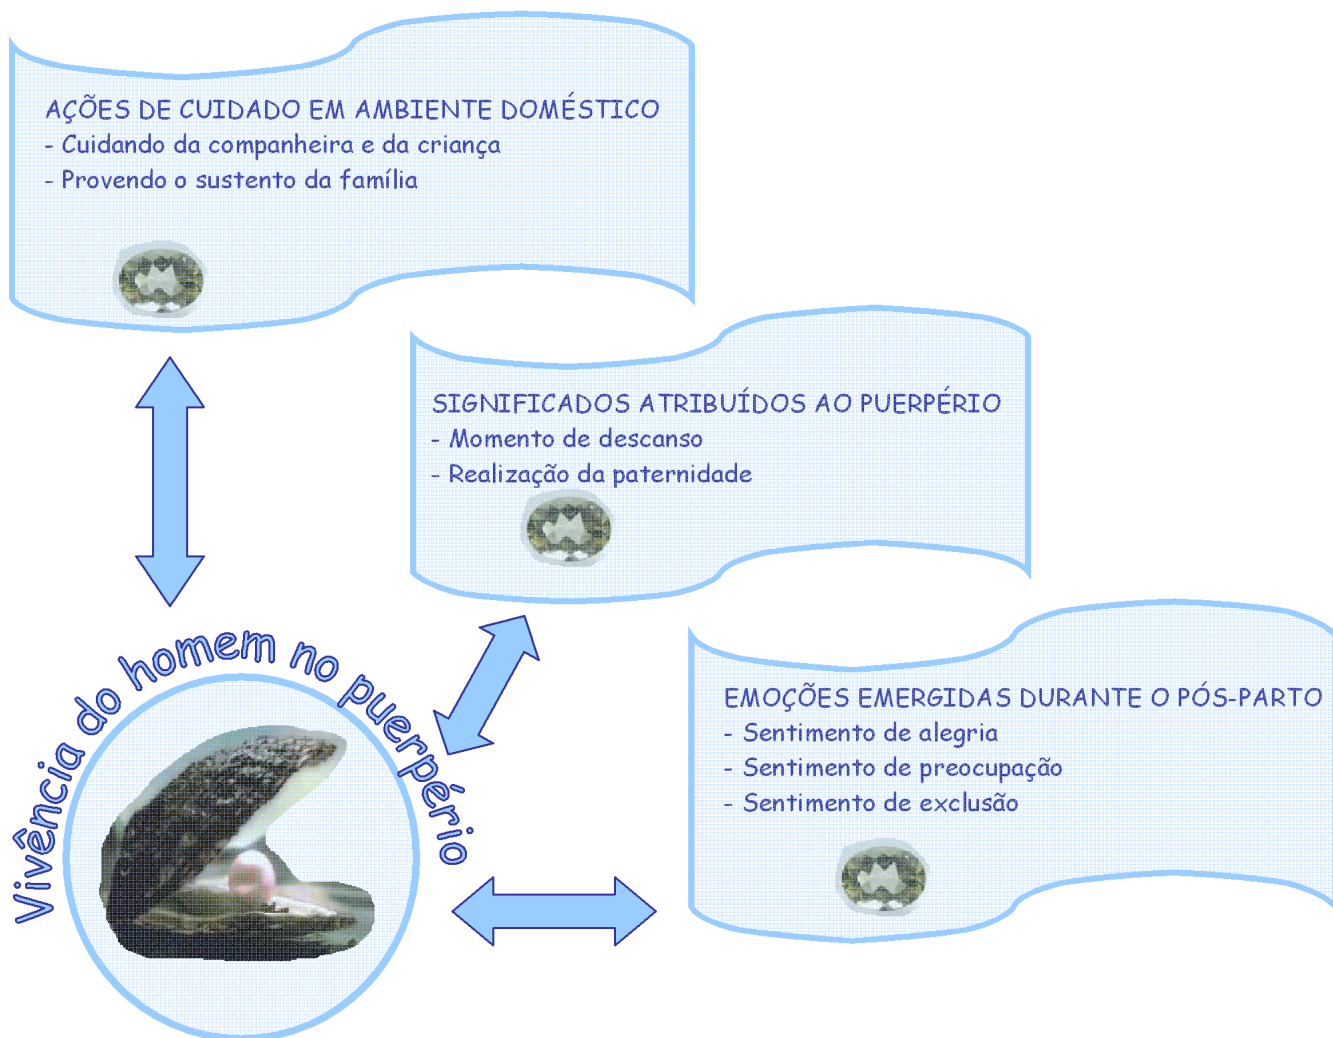 AÇÕES DE CUIDADO EM AMBIENTE DOMÉSTICO
- Cuidando da companheira e da criança
- Provendo o sustento da família
SIGNIFICADOS ATRIBUÍDOS AO PUERPÉRIO
- Momento de descanso
- Realização da paternidade
EMOÇÕES EMERGIDAS DURANTE O PÓS-PARTO
- Sentimento de alegria
- Sentimento de preocupação
- Sentimento de exclusão
Vivência do homem no puerpério